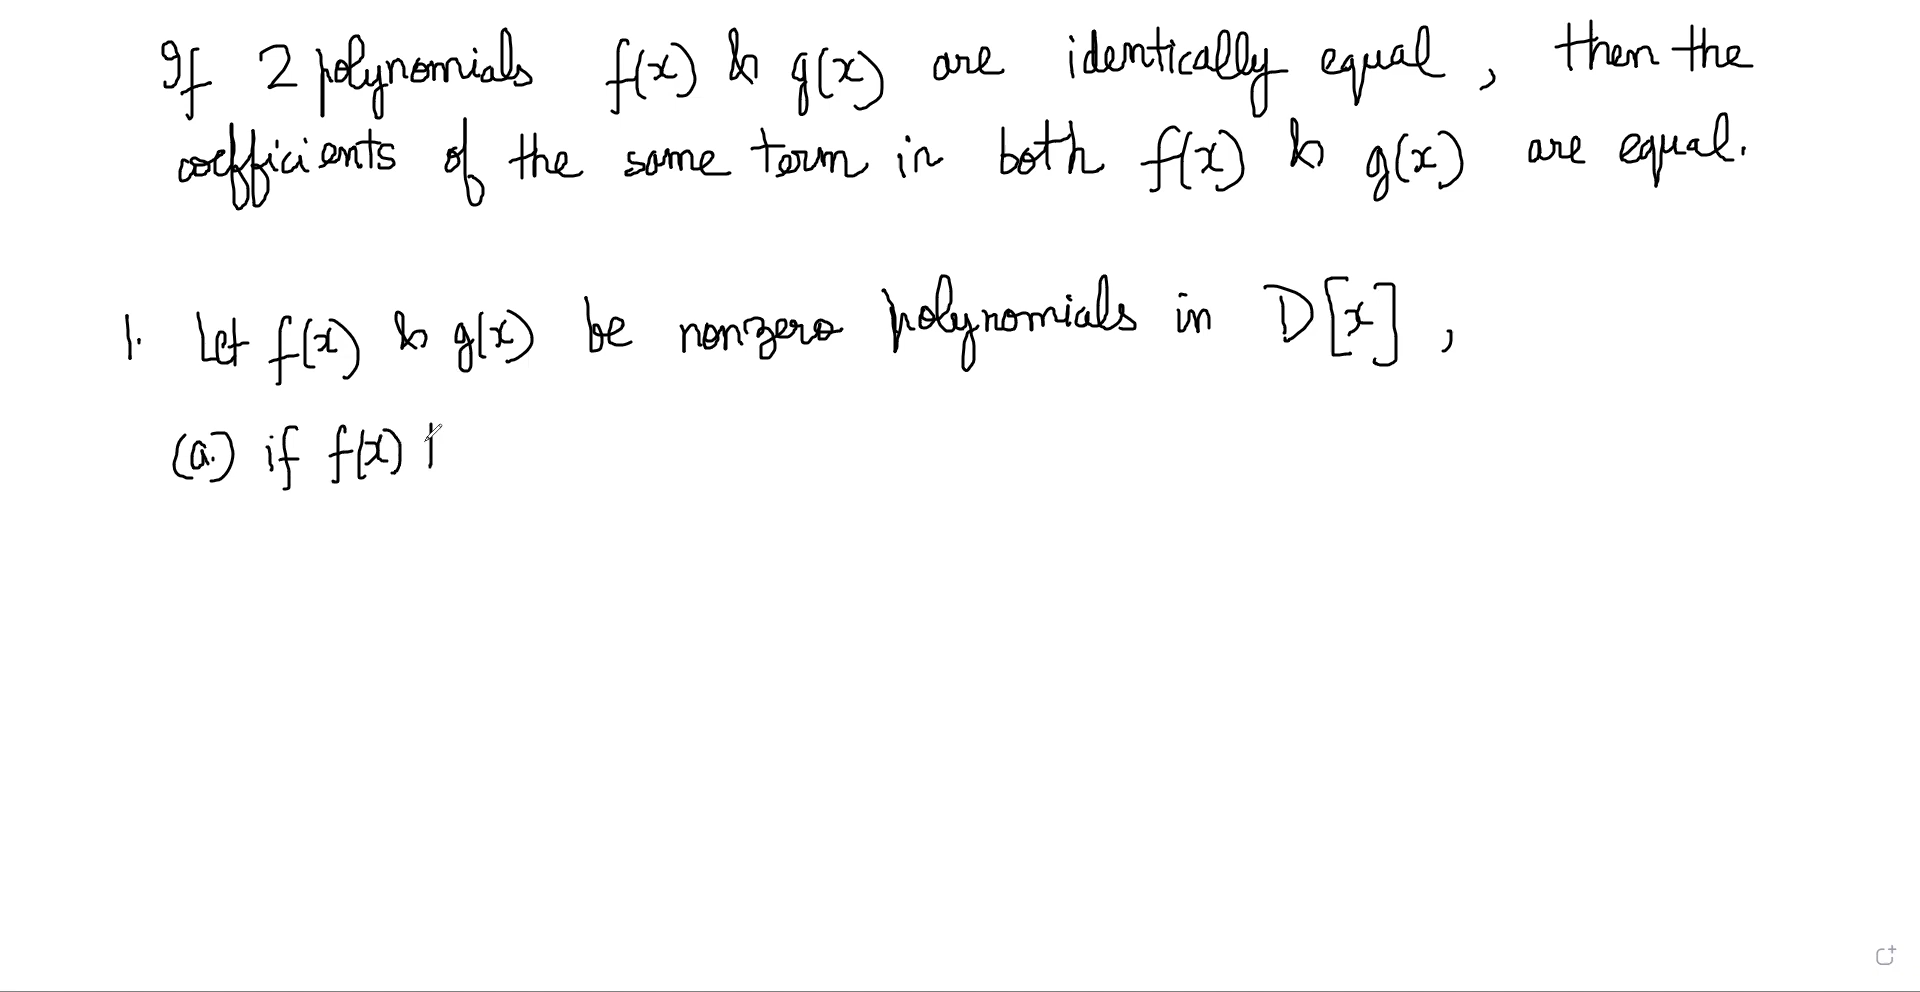 If 2 polynomials f(x) & g(x) are identically equal, then the
coefficients of the same term in both f(x) & g(x) are equal.
1. Let f(x) & g(x) be nonzero polynomials in D[x],
(a.) if f(x)